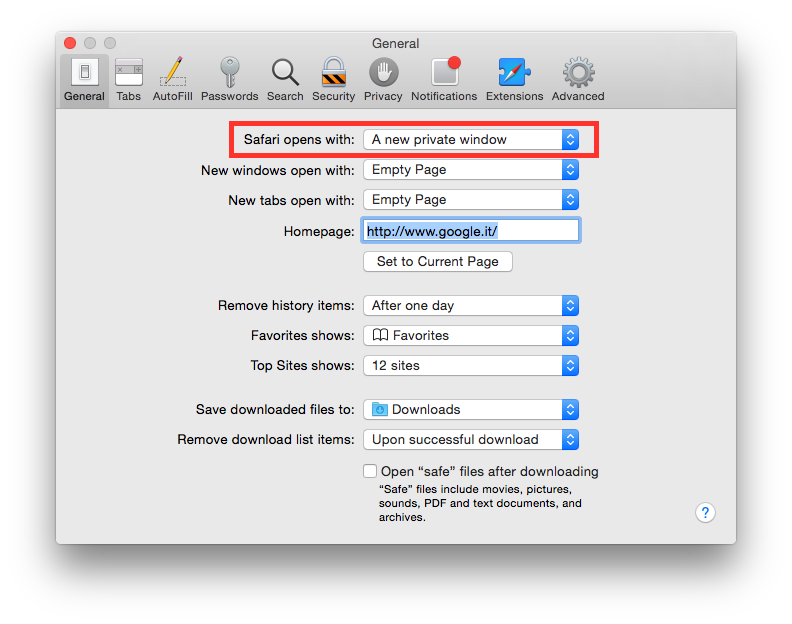 General
General Tabs AutoFill Passwords Search Security Privacy Notifications Extensions Advanced
Safari opens with: A new private window
New windows open with: Empty Page
New tabs open with: Empty Page
Homepage: http://www.google.it/
Set to Current Page
Remove history items: After one day
Favorites shows: Favorites
Top Sites shows: 12 sites
Save downloaded files to: Downloads
Remove download list items: Upon successful download
Open “safe” files after downloading
“Safe” files include movies, pictures,
sounds, PDF and text documents, and
archives.
?